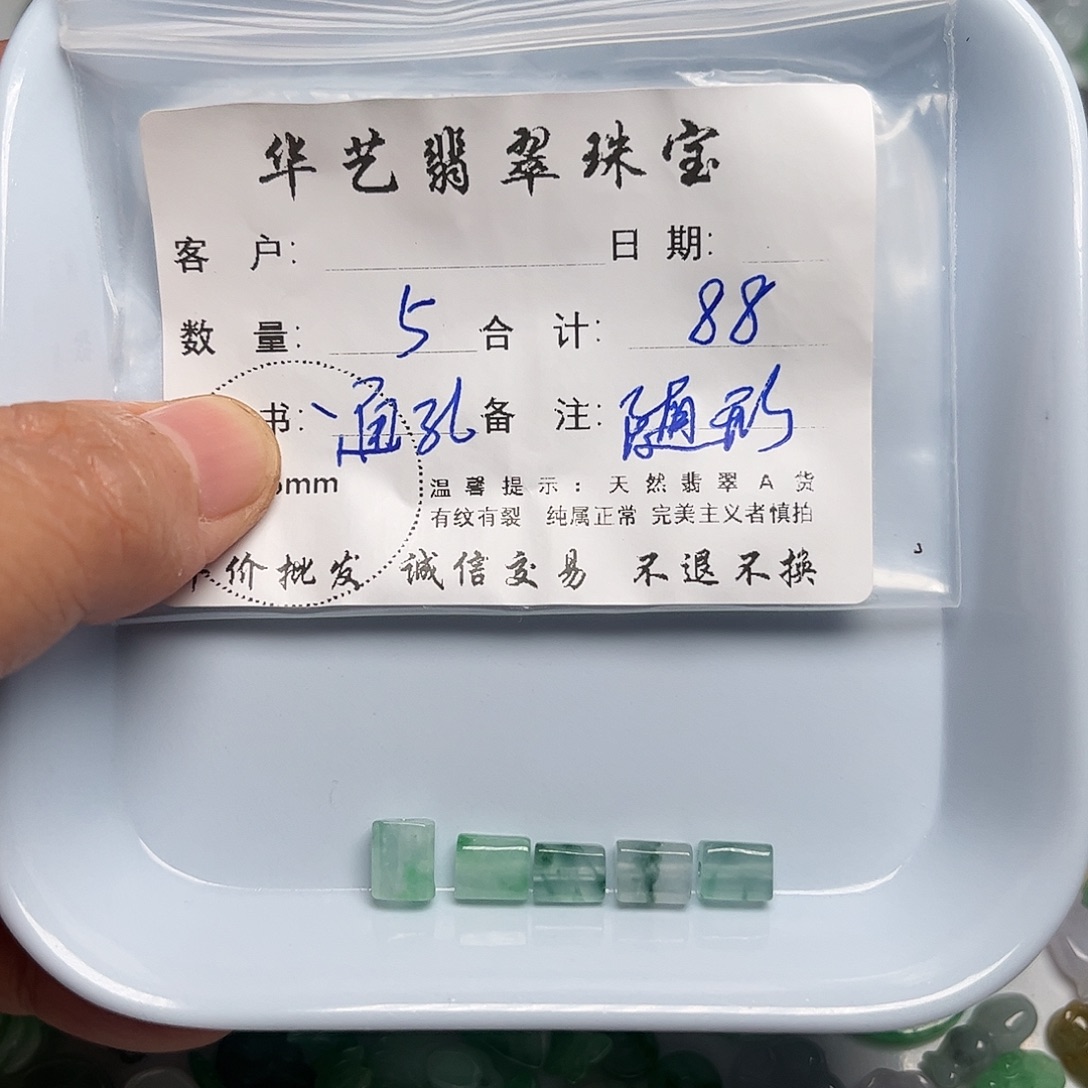 华艺翡翠珠宝
客 户： 日 期：
数 量： 5 合 计： 88
书： 通孔 备 注： 随形
mm 温馨提示：天然翡翠A货
有纹有裂 纯属正常 完美主义者慎拍
价批发 诚信交易 不退不换